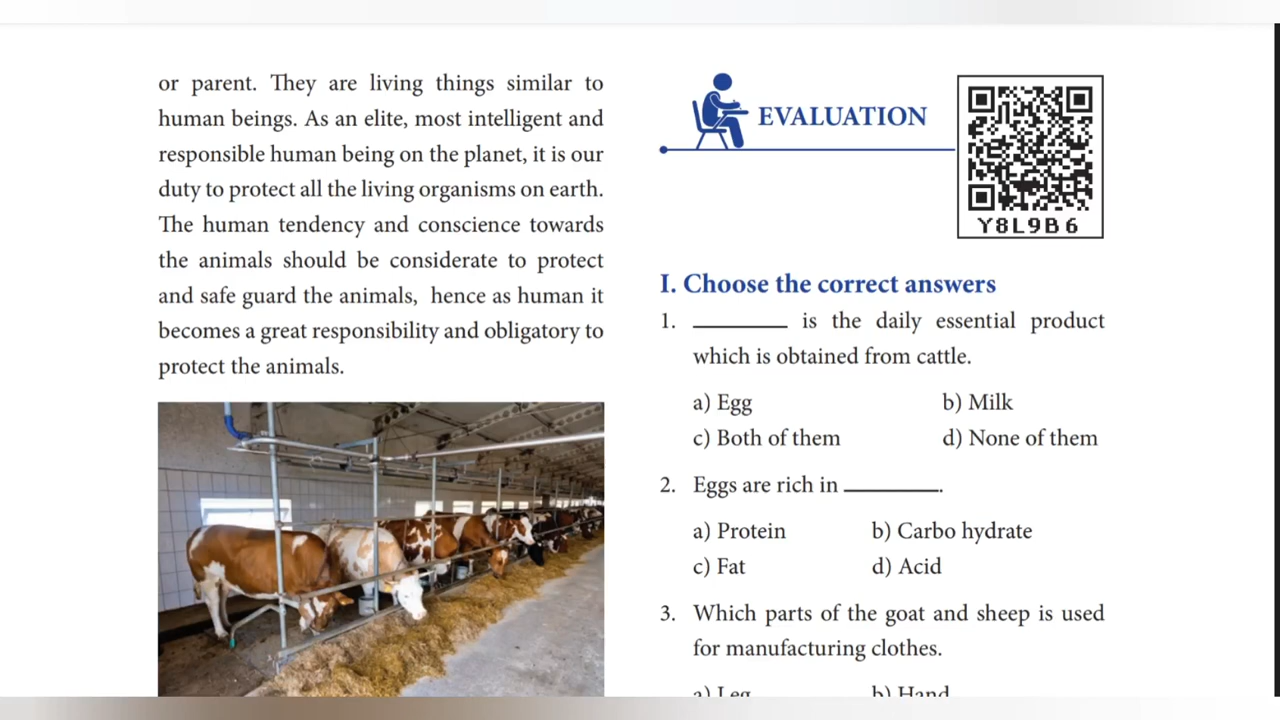 or parent. They are living things similar to
human beings. As an elite, most intelligent and
responsible human being on the planet, it is our
duty to protect all the living organisms on earth.
The human tendency and conscience towards
the animals should be considerate to protect
and safe guard the animals, hence as human it
becomes a great responsibility and obligatory to
protect the animals.
EVALUATION
Y8L9B6
I. Choose the correct answers
1. ________ is the daily essential product
which is obtained from cattle.
a) Egg b) Milk
c) Both of them d) None of them
2. Eggs are rich in ________.
a) Protein b) Carbo hydrate
c) Fat d) Acid
3. Which parts of the goat and sheep is used
for manufacturing clothes.
a) Leg b) Hand